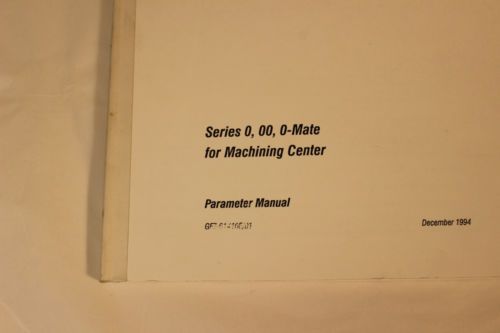 Series 0, 00, 0-Mate
for Machining Center
Parameter Manual
December 1994